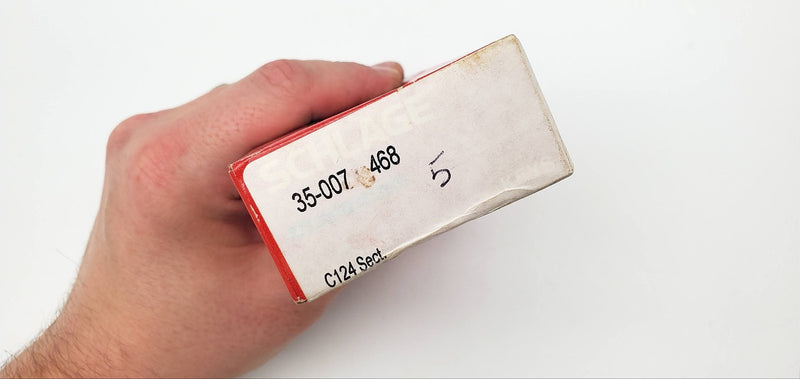 SCHLAGE
35-007 468
5
C124 Sect.